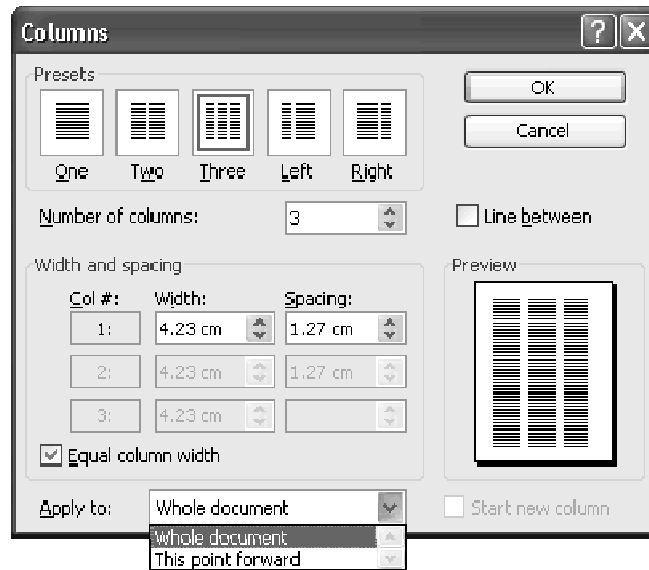 Columns
Presets
OK
Cancel
One Two Three Left Right
Number of columns: 3
Line between
Width and spacing
Preview
Col #: Width: Spacing:
1: 4.23 cm 1.27 cm
2: 4.23 cm 1.27 cm
3: 4.23 cm
Equal column width
Apply to: Whole document
Start new column
Whole document
This point forward